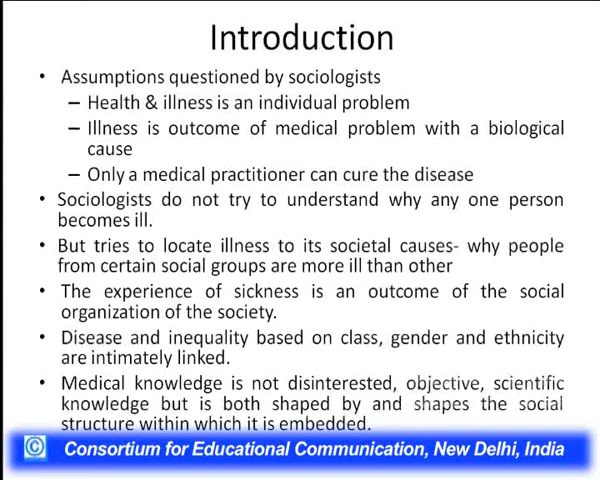 Introduction
• Assumptions questioned by sociologists
– Health & illness is an individual problem
– Illness is outcome of medical problem with a biological
cause
– Only a medical practitioner can cure the disease
• Sociologists do not try to understand why any one person
becomes ill.
• But tries to locate illness to its societal causes- why people
from certain social groups are more ill than other
• The experience of sickness is an outcome of the social
organization of the society.
• Disease and inequality based on class, gender and ethnicity
are intimately linked.
• Medical knowledge is not disinterested, objective, scientific
knowledge but is both shaped by and shapes the social
structure within which it is embedded.
© Consortium for Educational Communication, New Delhi, India